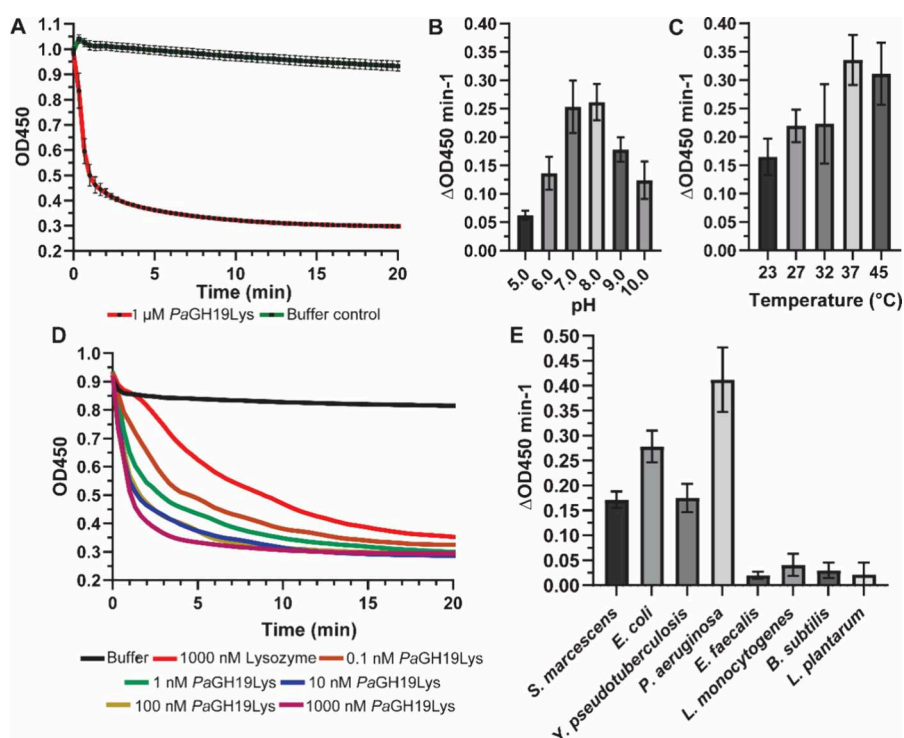 A
1.1
1.0
0.9
0.8
0.7
0.6
0.5
0.4
0.3
0.2
OD450
0
5
10
15
20
Time (min)
1 µM PaGH19Lys
Buffer control
B
0.40
0.35
0.30
0.25
0.20
0.15
0.10
0.05
0.00
ΔOD450 min-1
5.0
6.0
7.0
8.0
9.0
10.0
pH
C
0.40
0.35
0.30
0.25
0.20
0.15
0.10
0.05
0.00
ΔOD450 min-1
23
27
32
37
45
Temperature (°C)
D
1.0
0.9
0.8
0.7
0.6
0.5
0.4
0.3
0.2
OD450
0
5
10
15
20
Time (min)
Buffer 1000 nM Lysozyme 0.1 nM PaGH19Lys
1 nM PaGH19Lys 10 nM PaGH19Lys
100 nM PaGH19Lys 1000 nM PaGH19Lys
E
0.50
0.45
0.40
0.35
0.30
0.25
0.20
0.15
0.10
0.05
0.00
ΔOD450 min-1
S. marcescens
E. coli
Y. pseudotuberculosis
P. aeruginosa
E. faecalis
L. monocytogenes
B. subtilis
L. plantarum